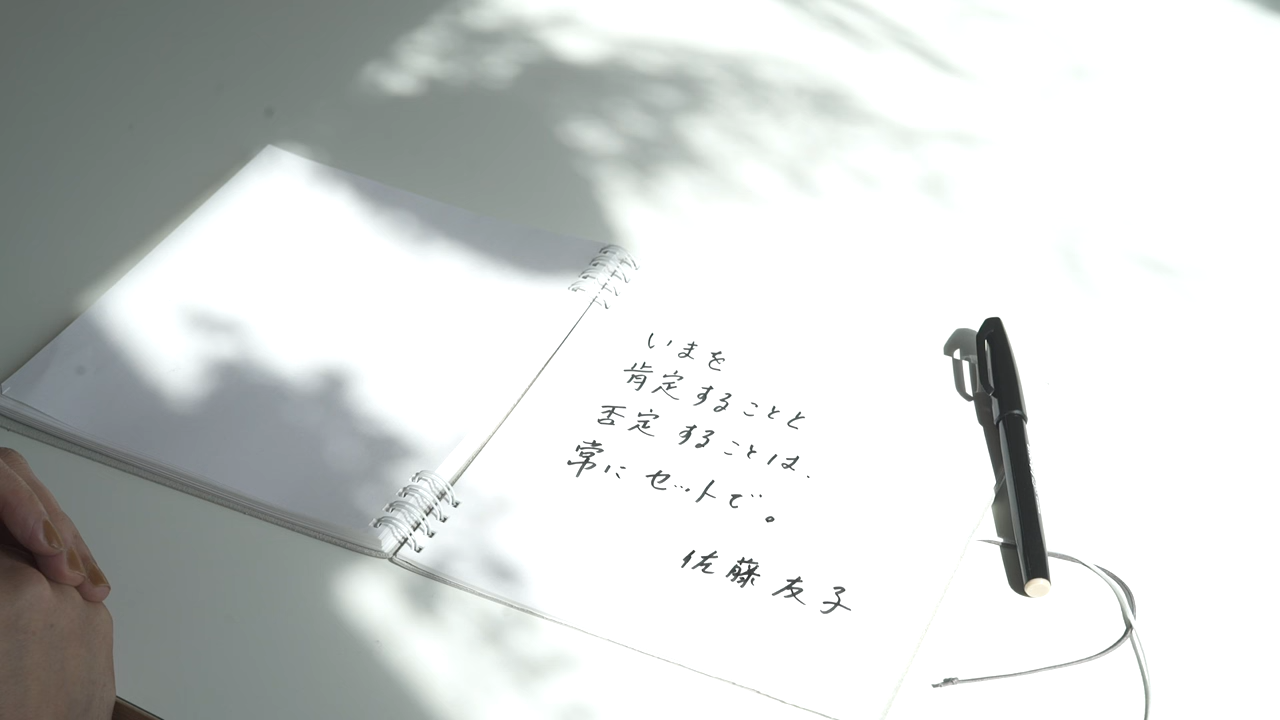 いまを
肯定することと
否定することは、
常にセットで。
佐藤友子